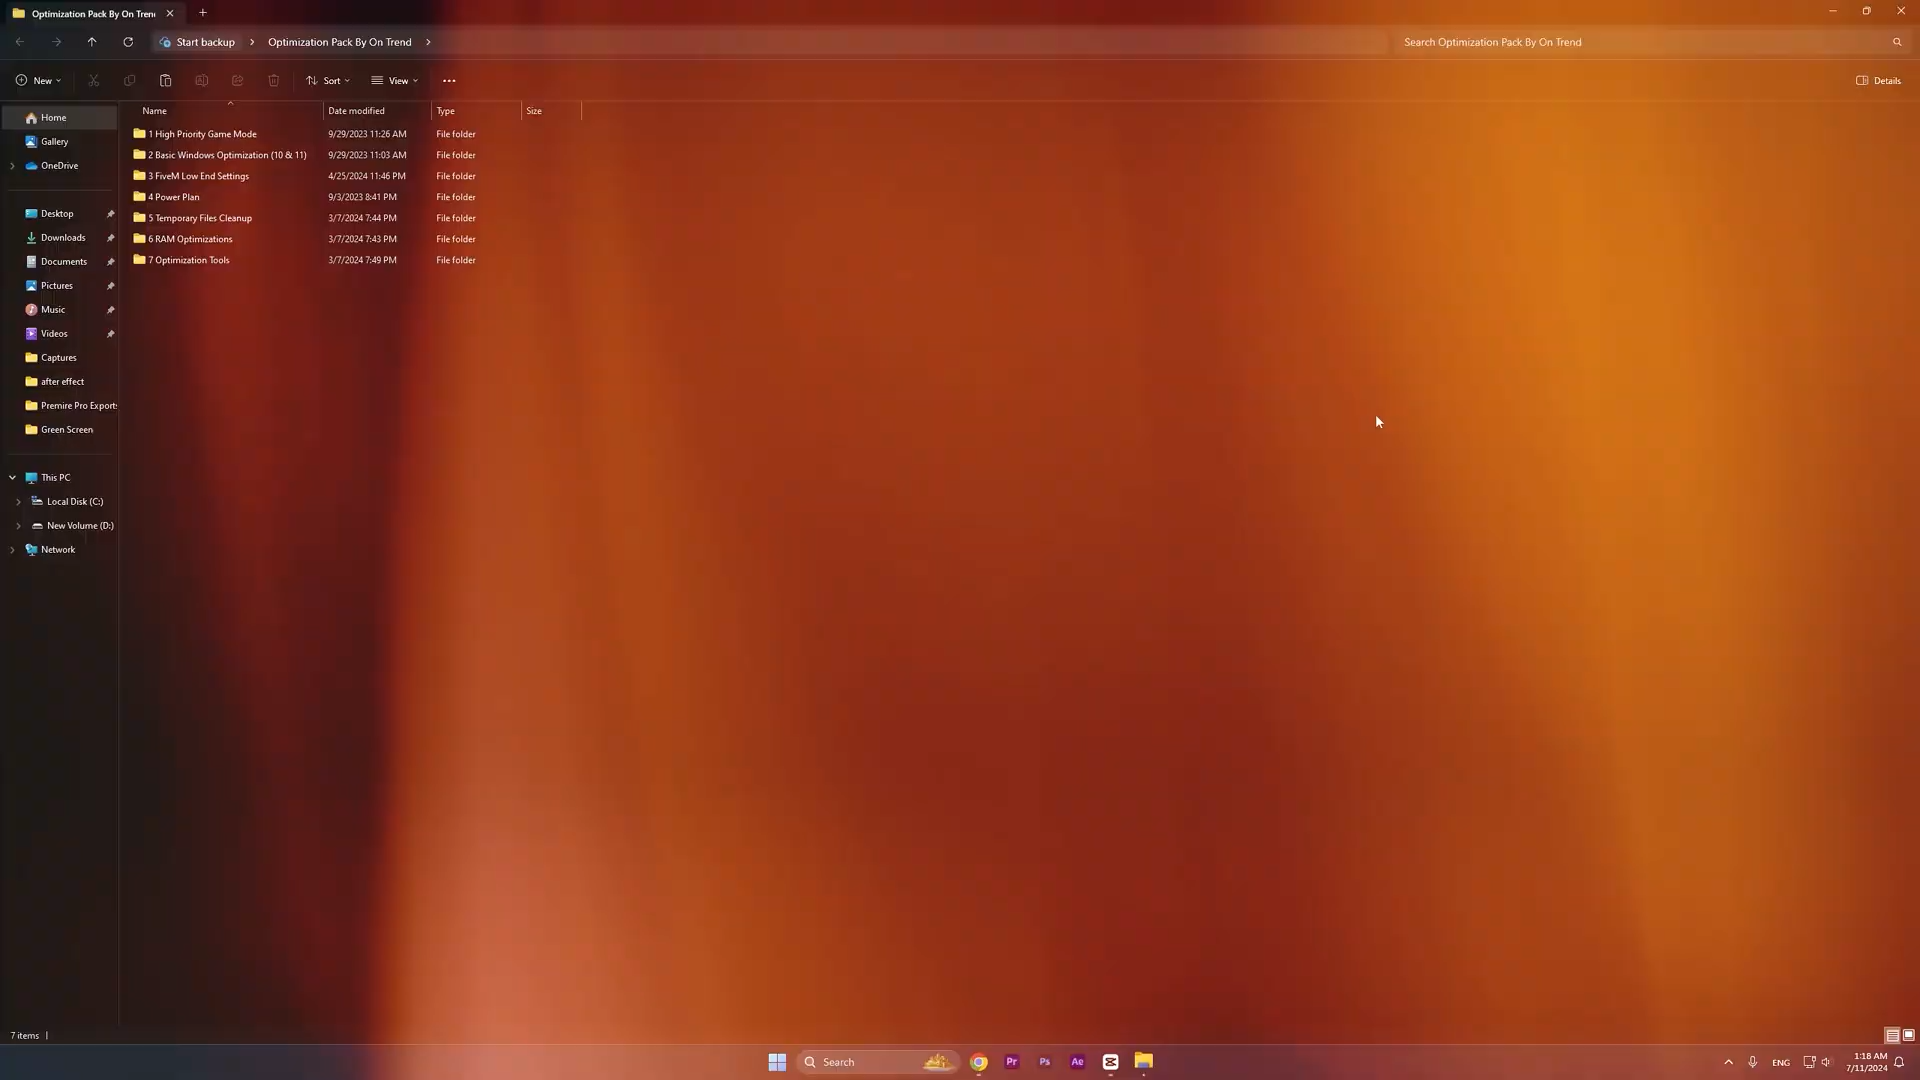 Optimization Pack By On Tren
Start backup > Optimization Pack By On Trend >
Search Optimization Pack By On Trend
New Sort View ... Details
Name Date modified Type Size
Home
Gallery
OneDrive
Desktop
Downloads
Documents
Pictures
Music
Videos
Captures
after effect
Premire Pro Exports
Green Screen
This PC
Local Disk (C:)
New Volume (D:)
Network
1 High Priority Game Mode 9/29/2023 11:26 AM File folder
2 Basic Windows Optimization (10 & 11) 9/29/2023 11:03 AM File folder
3 FiveM Low End Settings 4/25/2024 11:46 PM File folder
4 Power Plan 9/3/2023 8:41 PM File folder
5 Temporary Files Cleanup 3/7/2024 7:44 PM File folder
6 RAM Optimizations 3/7/2024 7:43 PM File folder
7 Optimization Tools 3/7/2024 7:49 PM File folder
7 items
Search
Pr
Ps
Ae
ENG
1:18 AM
7/11/2024